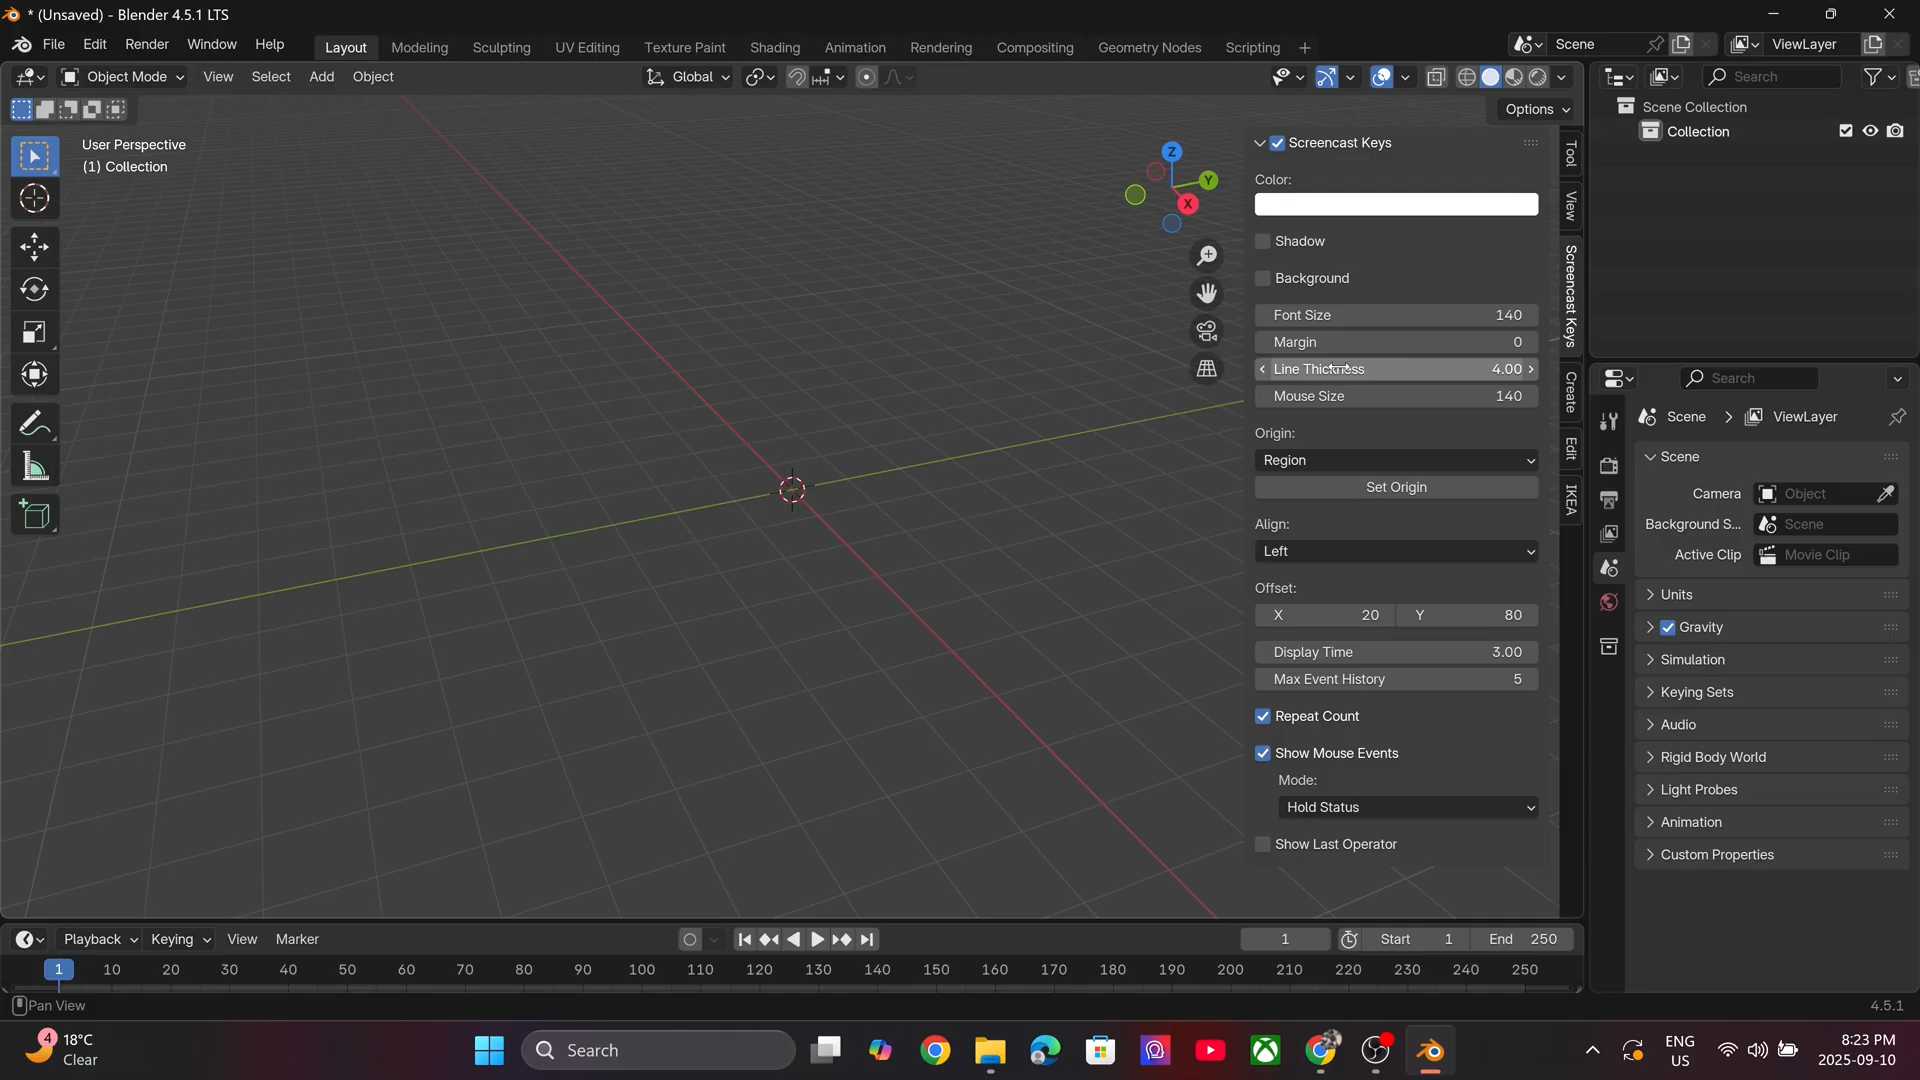 * (Unsaved) - Blender 4.5.1 LTS
File Edit Render Window Help Layout Modeling Sculpting UV Editing Texture Paint Shading Animation Rendering Compositing Geometry Nodes Scripting + Scene ViewLayer
Object Mode View Select Add Object Global Search
Options
User Perspective
(1) Collection
Z
Y
X
Screencast Keys
Color:
Shadow
Background
Font Size 140
Margin 0
Line Thickness 4.00
Mouse Size 140
Origin:
Region
Set Origin
Align:
Left
Offset:
X 20 Y 80
Display Time 3.00
Max Event History 5
Repeat Count
Show Mouse Events
Mode:
Hold Status
Show Last Operator
Tool
View
Screencast Keys
Create
Edit
IKEA
Scene Collection
Collection
Search
Scene > ViewLayer
Scene
Camera Object
Background S... Scene
Active Clip Movie Clip
Units
Gravity
Simulation
Keying Sets
Audio
Rigid Body World
Light Probes
Animation
Custom Properties
Playback Keying View Marker 1 Start 1 End 250
1 10 20 30 40 50 60 70 80 90 100 110 120 130 140 150 160 170 180 190 200 210 220 230 240 250
Pan View 4.5.1
4
18°C
Clear
Search
ENG
US
8:23 PM
2025-09-10